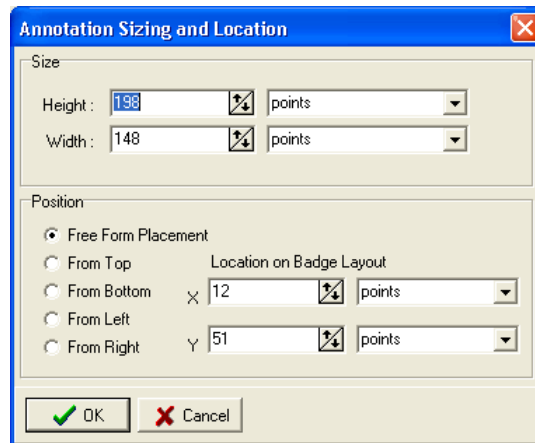 Annotation Sizing and Location
Size
Height : 198 points
Width : 148 points
Position
Free Form Placement
From Top Location on Badge Layout
From Bottom X 12 points
From Left
From Right Y 51 points
OK Cancel